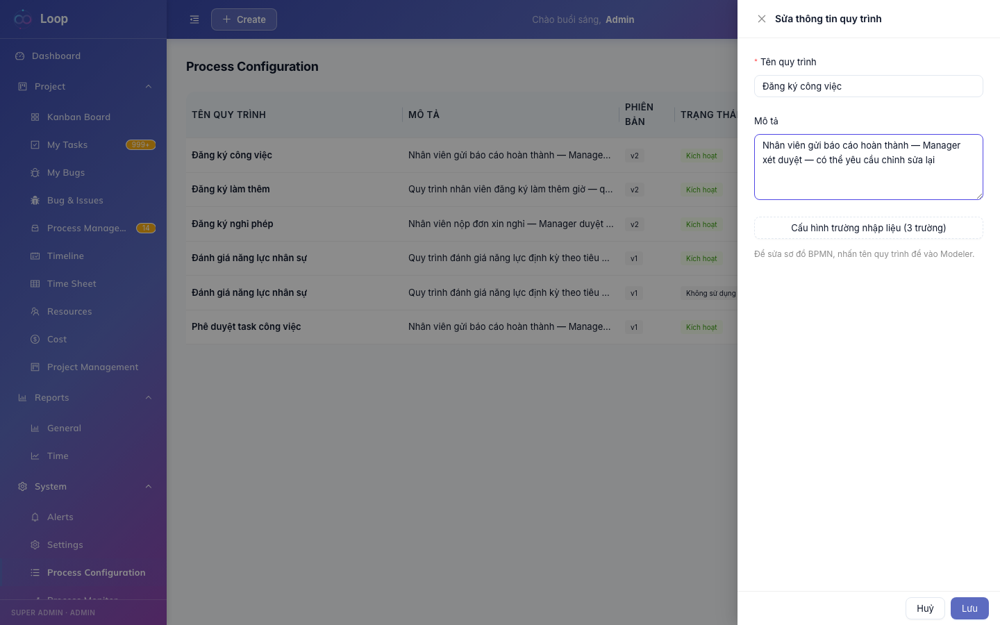 Loop
Create
Chào buổi sáng, Admin
Dashboard
Project
Kanban Board
My Tasks
999+
My Bugs
Bug & Issues
Process Manage...
14
Timeline
Time Sheet
Resources
Cost
Project Management
Reports
General
Time
System
Alerts
Settings
Process Configuration
Process Monitor
SUPER ADMIN · ADMIN
Process Configuration
TÊN QUY TRÌNH
MÔ TẢ
PHIÊN
BẢN
TRẠNG THÁI
Đăng ký công việc
Nhân viên gửi báo cáo hoàn thành — Manage...
v2
Kích hoạt
Đăng ký làm thêm
Quy trình nhân viên đăng ký làm thêm giờ — q...
v2
Kích hoạt
Đăng ký nghỉ phép
Nhân viên nộp đơn xin nghỉ — Manager duyệt ...
v2
Kích hoạt
Đánh giá năng lực nhân sự
Quy trình đánh giá năng lực định kỳ theo tiêu ...
v1
Kích hoạt
Đánh giá năng lực nhân sự
Quy trình đánh giá năng lực định kỳ theo tiêu ...
v1
Không sử dụng
Phê duyệt task công việc
Nhân viên gửi báo cáo hoàn thành — Manage...
v1
Kích hoạt
Sửa thông tin quy trình
* Tên quy trình
Đăng ký công việc
Mô tả
Nhân viên gửi báo cáo hoàn thành — Manager
xét duyệt — có thể yêu cầu chỉnh sửa lại
Cấu hình trường nhập liệu (3 trường)
Để sửa sơ đồ BPMN, nhấn tên quy trình để vào Modeler.
Huỷ
Lưu